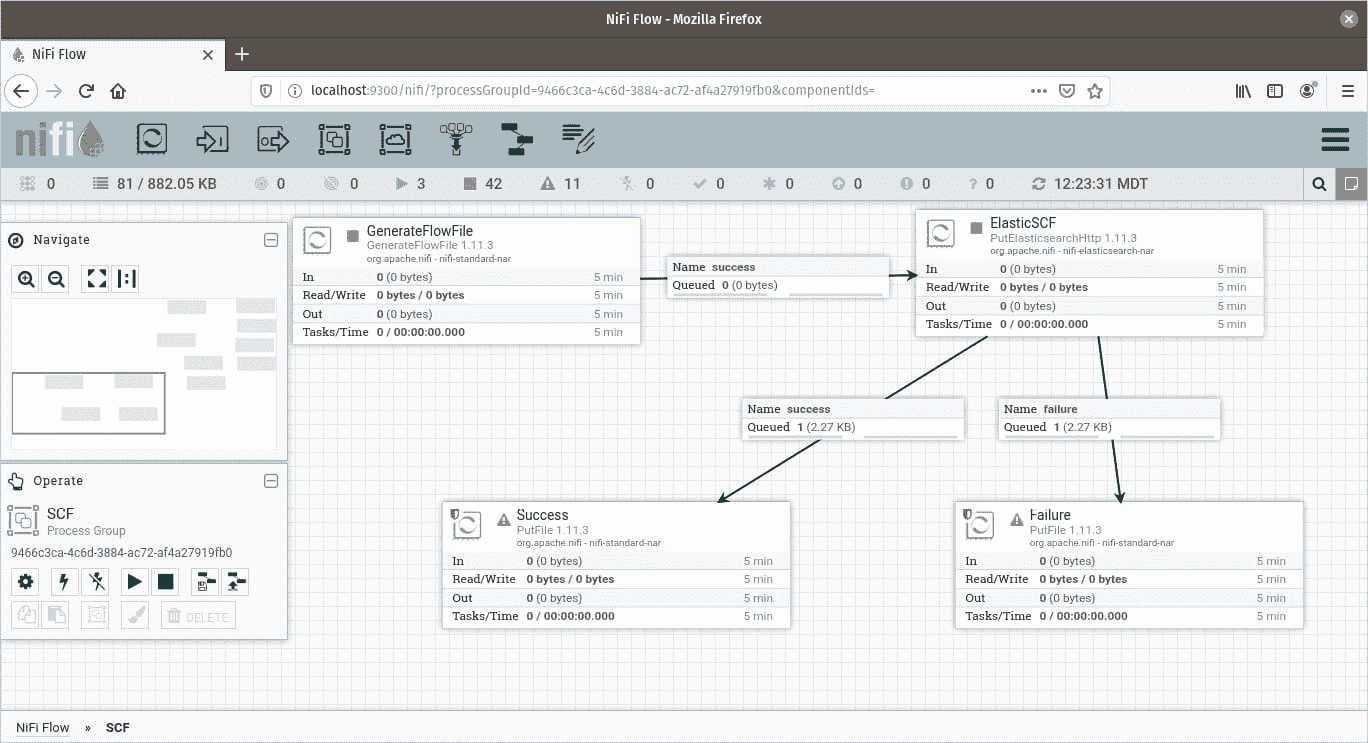 NiFi Flow - Mozilla Firefox
NiFi Flow
localhost:9300/nifi/?processGroupId=9466c3ca-4c6d-3884-ac72-af4a27919fb0&componentIds=
nifi
0 81 / 882.05 KB 0 0 3 42 11 0 0 0 0 0 ? 0 12:23:31 MDT
Navigate
GenerateFlowFile
GenerateFlowFile 1.11.3
org.apache.nifi - nifi-standard-nar
In 0 (0 bytes) 5 min
Read/Write 0 bytes / 0 bytes 5 min
Out 0 (0 bytes) 5 min
Tasks/Time 0 / 00:00:00.000 5 min
Name success
Queued 0 (0 bytes)
ElasticSCF
PutElasticsearchHttp 1.11.3
org.apache.nifi - nifi-elasticsearch-nar
In 0 (0 bytes) 5 min
Read/Write 0 bytes / 0 bytes 5 min
Out 0 (0 bytes) 5 min
Tasks/Time 0 / 00:00:00.000 5 min
Name success
Queued 1 (2.27 KB)
Name failure
Queued 1 (2.27 KB)
Operate
SCF
Process Group
9466c3ca-4c6d-3884-ac72-af4a27919fb0
DELETE
Success
PutFile 1.11.3
org.apache.nifi - nifi-standard-nar
In 0 (0 bytes) 5 min
Read/Write 0 bytes / 0 bytes 5 min
Out 0 (0 bytes) 5 min
Tasks/Time 0 / 00:00:00.000 5 min
Failure
PutFile 1.11.3
org.apache.nifi - nifi-standard-nar
In 0 (0 bytes) 5 min
Read/Write 0 bytes / 0 bytes 5 min
Out 0 (0 bytes) 5 min
Tasks/Time 0 / 00:00:00.000 5 min
NiFi Flow » SCF